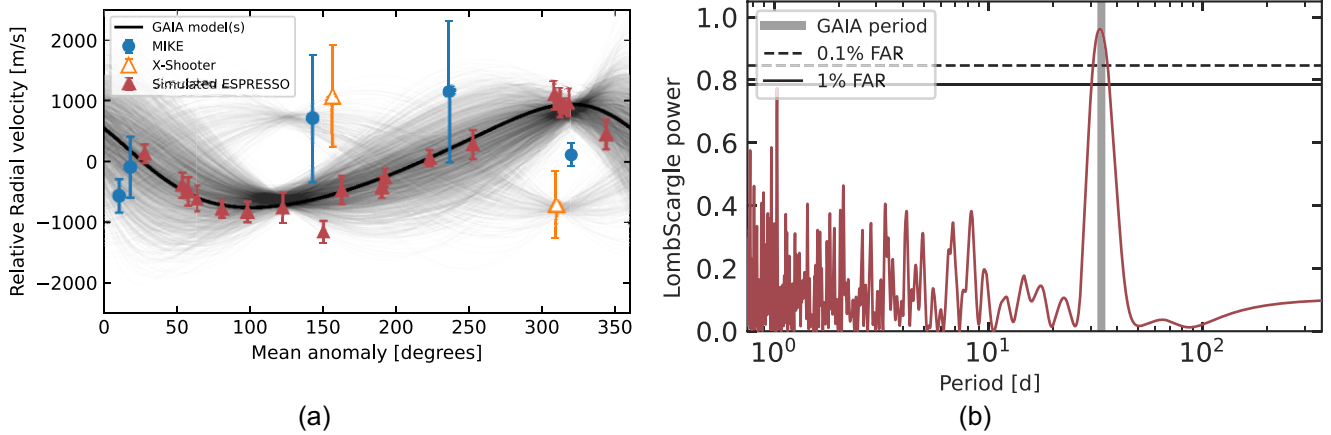 GAIA model(s)
MIKE
X-Shooter
Simulated ESPRESSO
2000
1000
0
−1000
−2000
Relative Radial velocity [m/s]
0 50 100 150 200 250 300 350
Mean anomaly [degrees]
(a)
GAIA period
0.1% FAR
1% FAR
1.0
0.8
0.6
0.4
0.2
0.0
LombScargle power
10⁰ 10¹ 10²
Period [d]
(b)